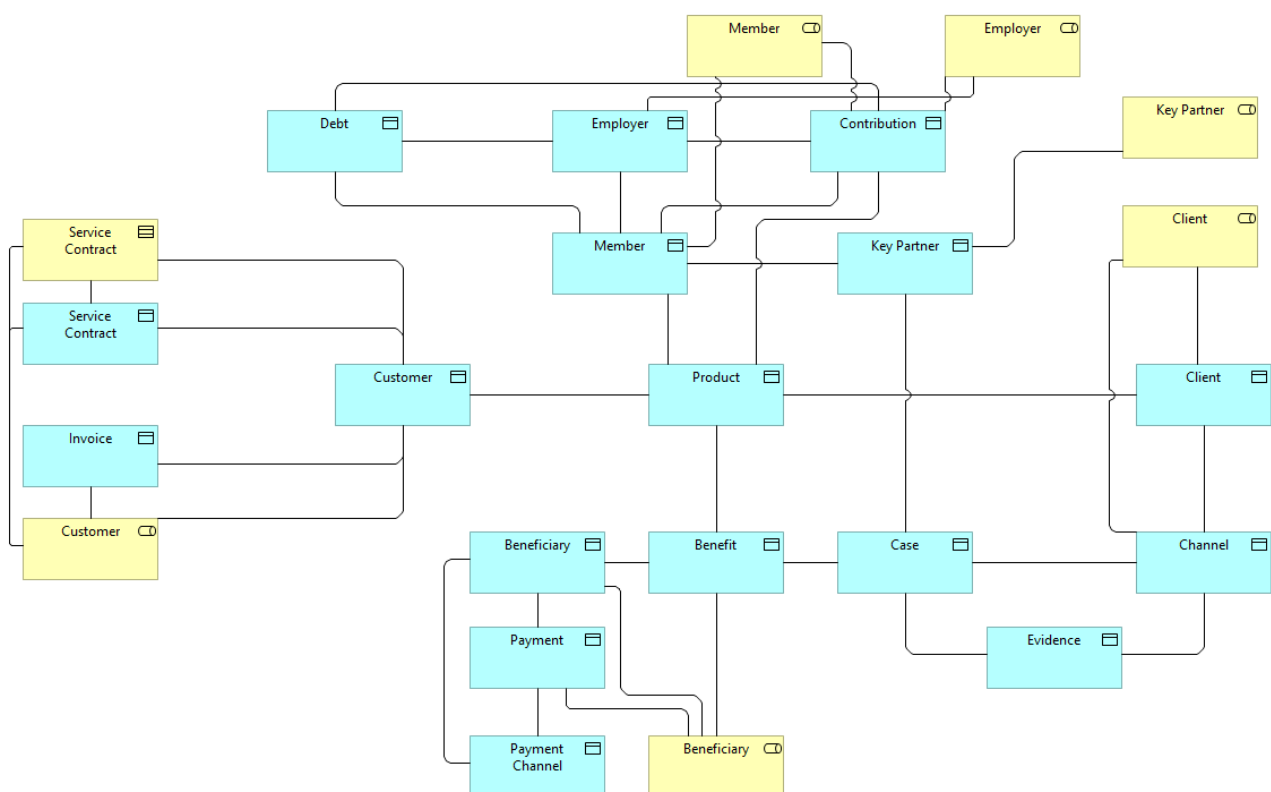 Member
Employer
Debt
Employer
Contribution
Key Partner
Service
Contract
Member
Key Partner
Client
Service
Contract
Customer
Product
Client
Invoice
Customer
Beneficiary
Benefit
Case
Channel
Payment
Evidence
Payment
Channel
Beneficiary